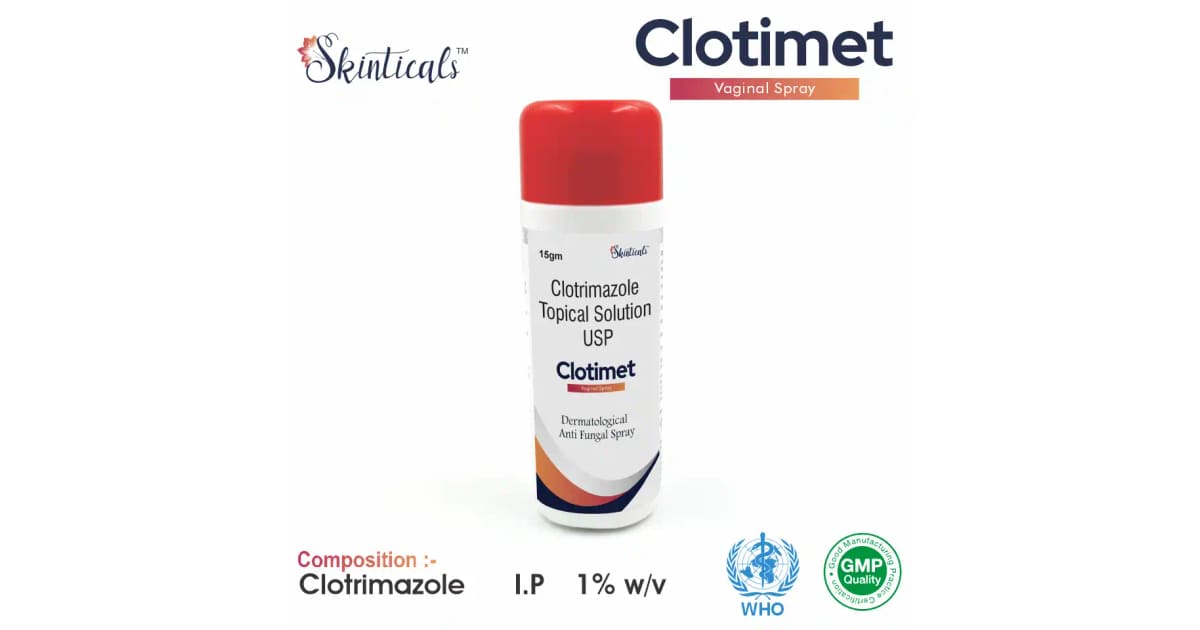 Skinticals™
Clotimet
Vaginal Spray
15gm
Skinticals
Clotrimazole
Topical Solution
USP
Clotimet
Vaginal Spray
Dermatological
Anti Fungal Spray
Composition :-
Clotrimazole I.P 1% w/v
WHO
Good Manufacturing Practice Certification
GMP
Quality